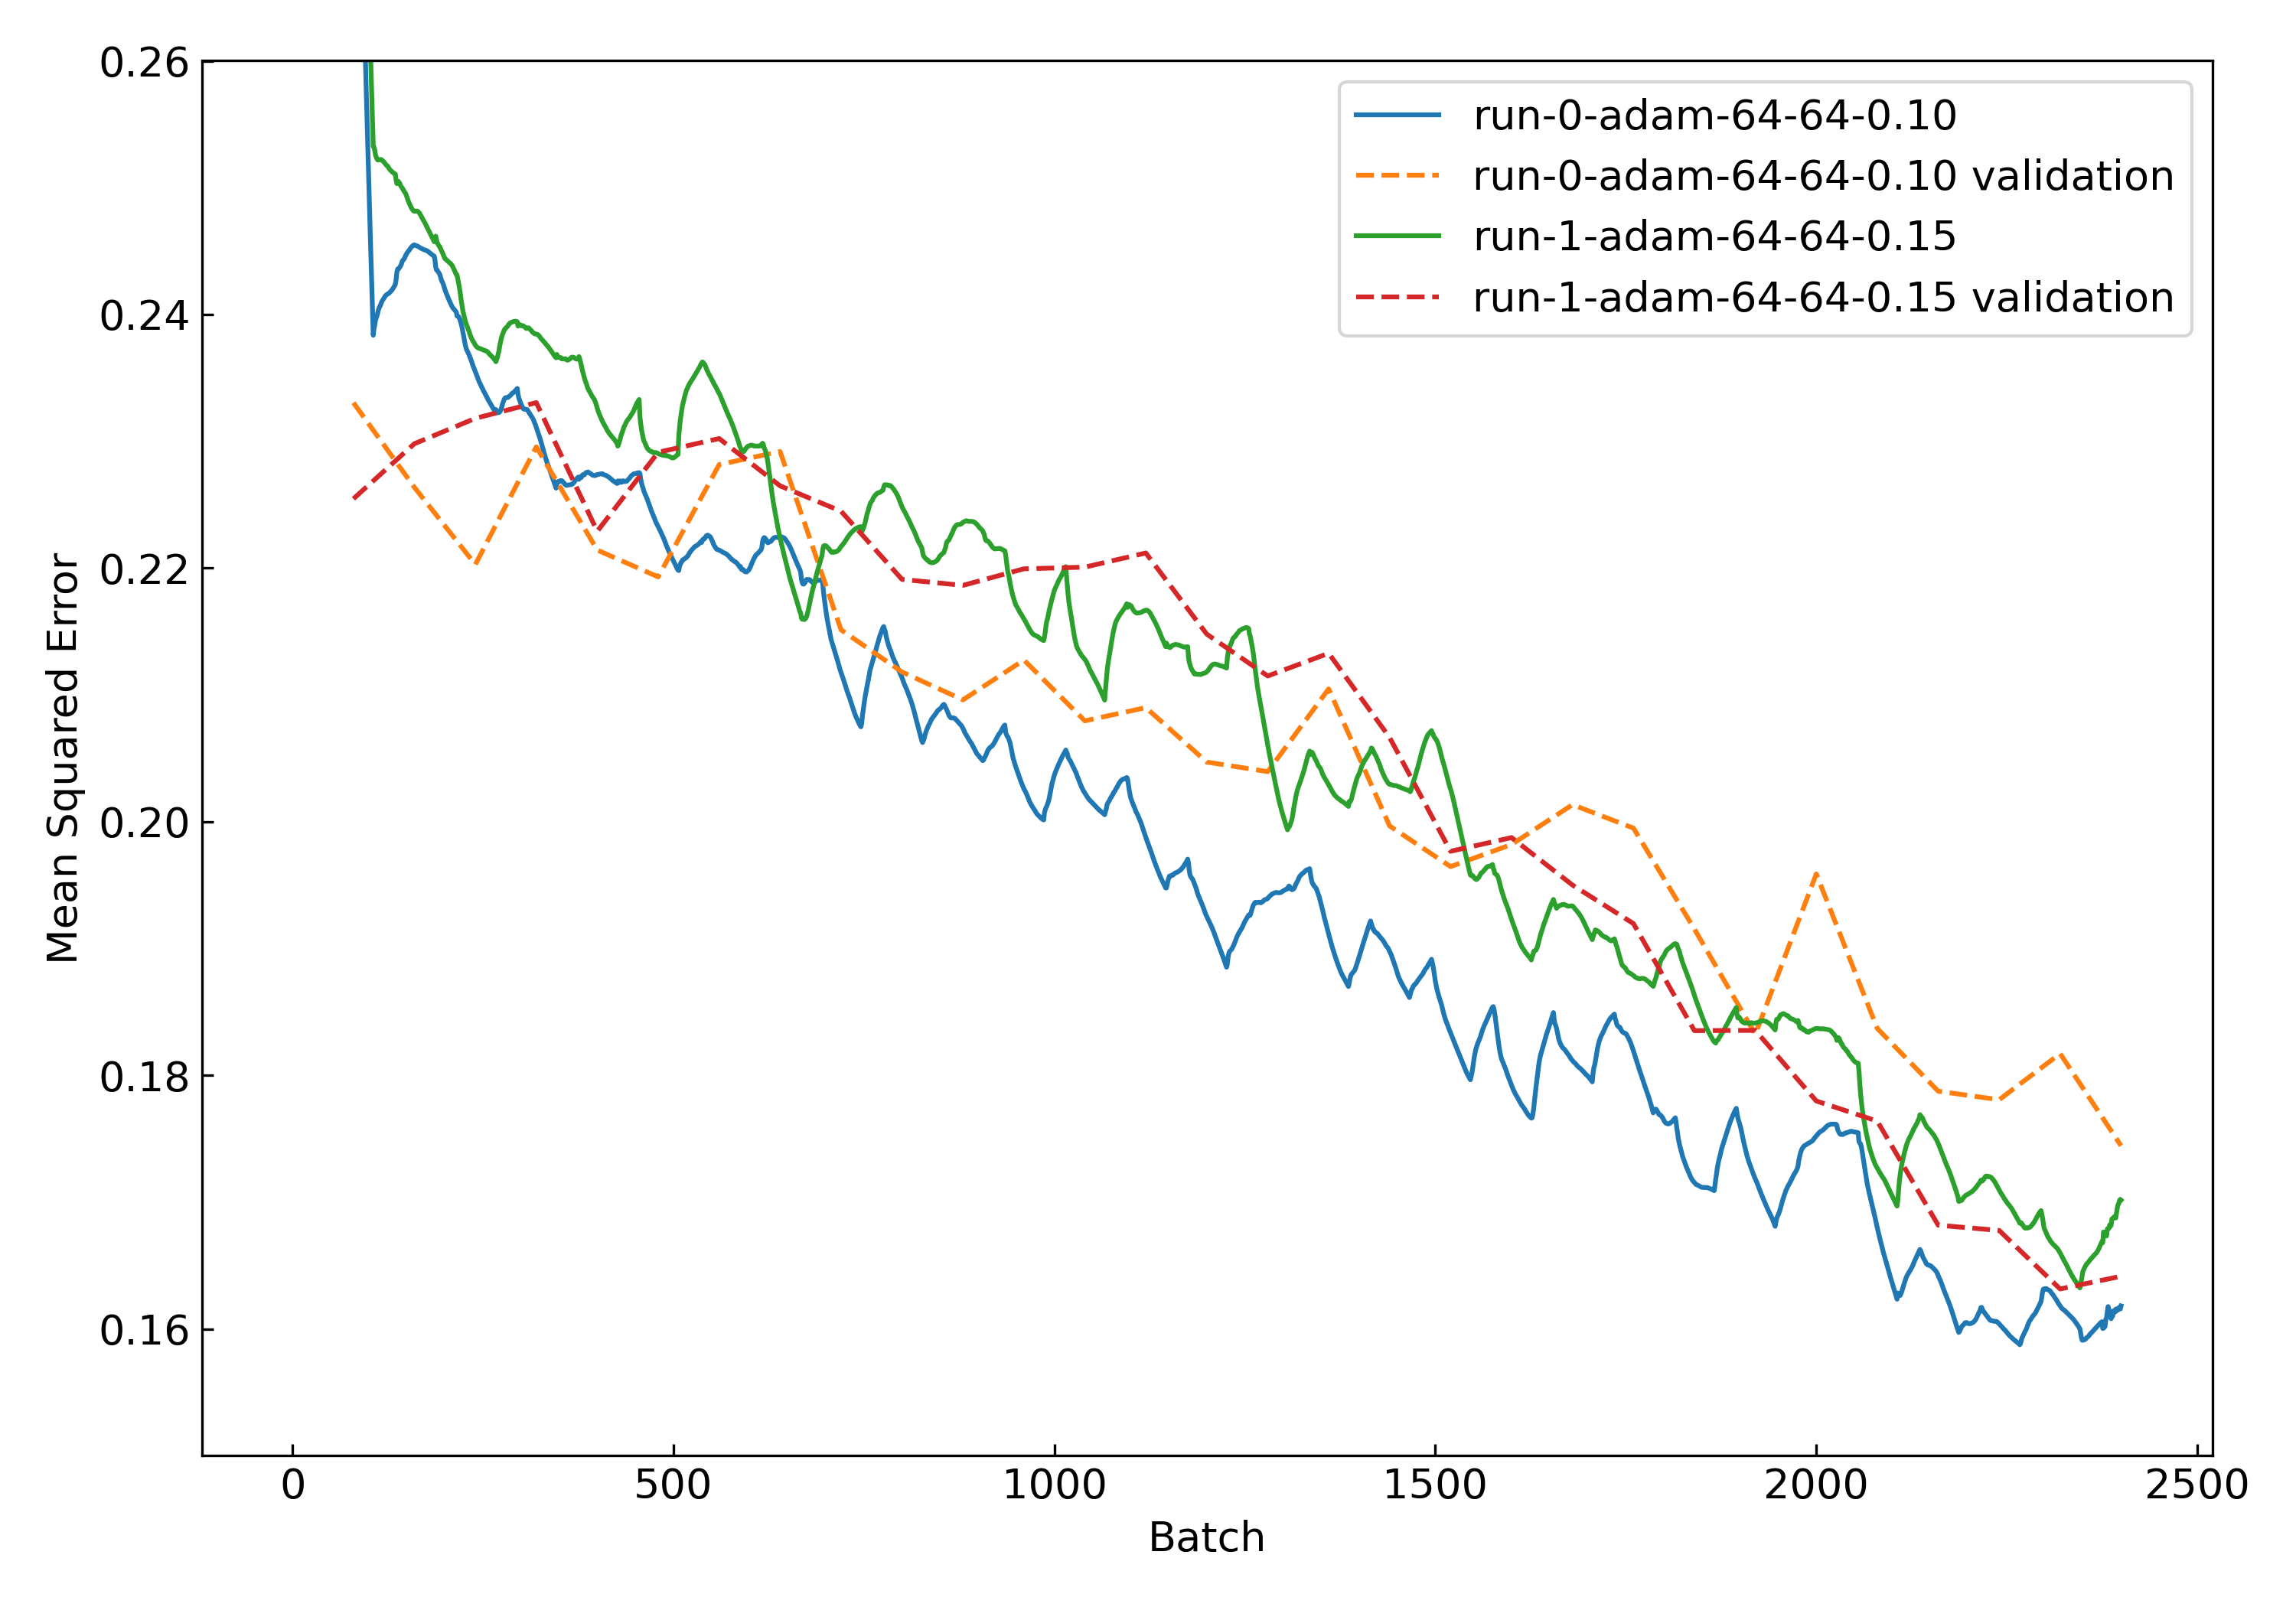 0.26
0.24
0.22
0.20
0.18
0.16
Mean Squared Error
run-0-adam-64-64-0.10
run-0-adam-64-64-0.10 validation
run-1-adam-64-64-0.15
run-1-adam-64-64-0.15 validation
0 500 1000 1500 2000 2500
Batch